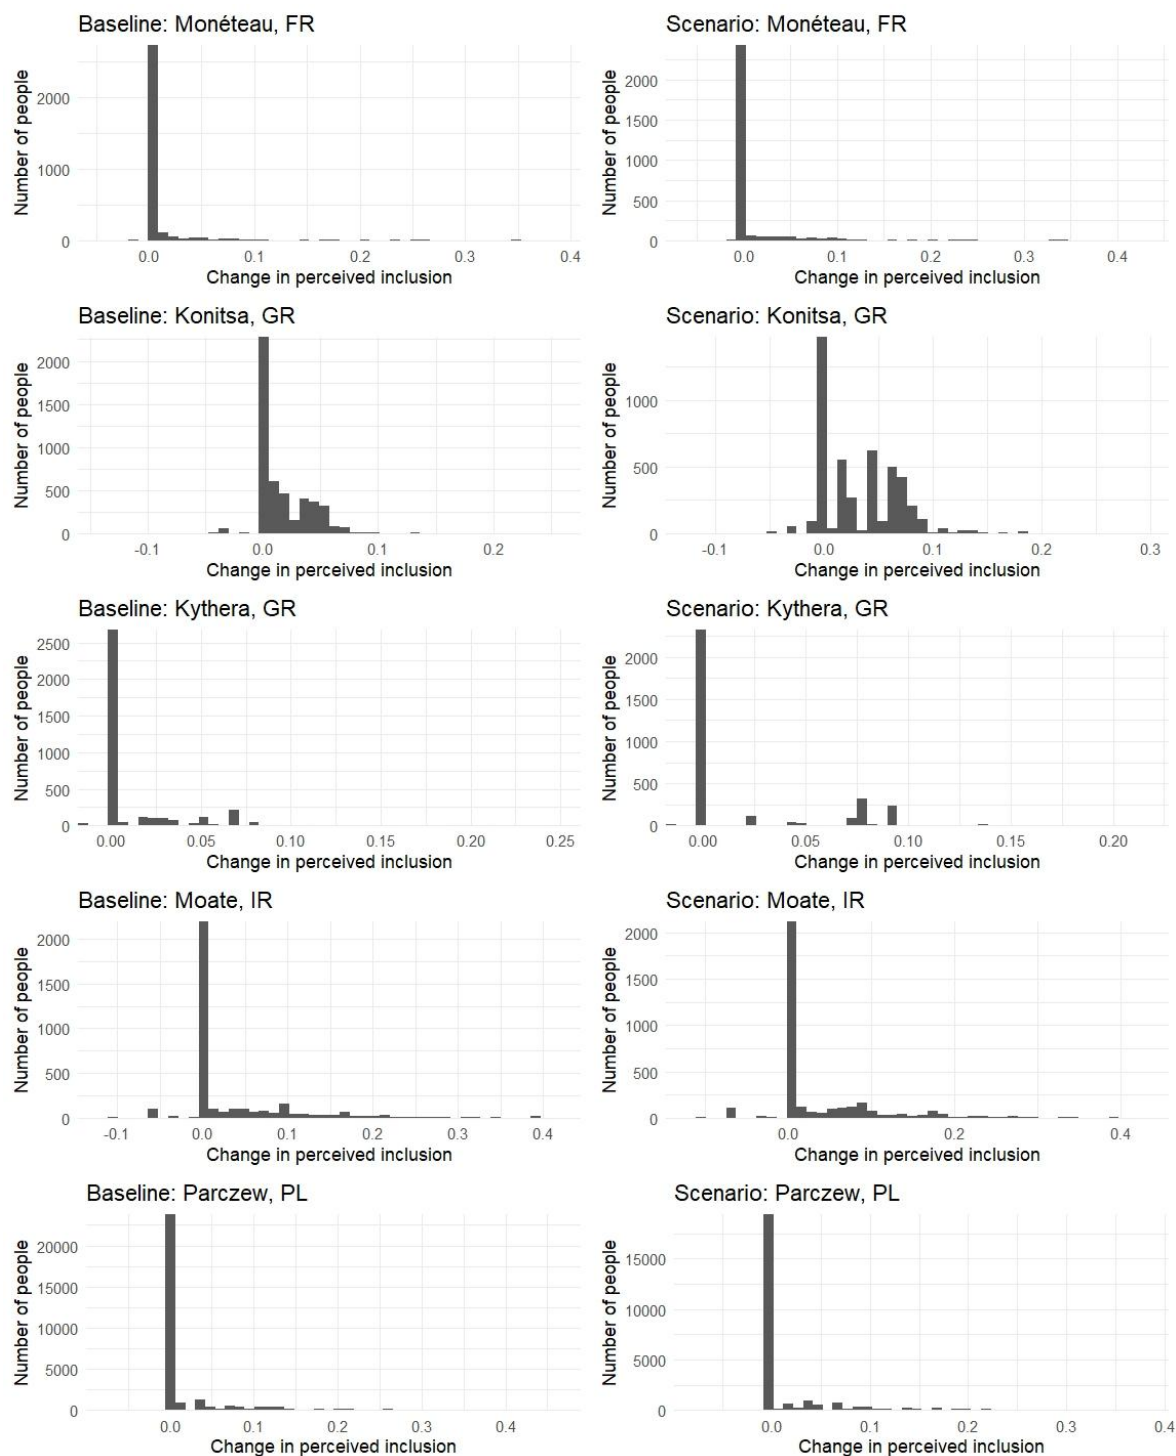 Baseline: Monéteau, FR
Number of people
2000
1000
0
0.0 0.1 0.2 0.3 0.4
Change in perceived inclusion
Scenario: Monéteau, FR
Number of people
2000
1500
1000
500
0
0.0 0.1 0.2 0.3 0.4
Change in perceived inclusion
Baseline: Konitsa, GR
Number of people
2000
1500
1000
500
0
-0.1 0.0 0.1 0.2
Change in perceived inclusion
Scenario: Konitsa, GR
Number of people
1000
500
0
-0.1 0.0 0.1 0.2 0.3
Change in perceived inclusion
Baseline: Kythera, GR
Number of people
2500
2000
1500
1000
500
0
0.00 0.05 0.10 0.15 0.20 0.25
Change in perceived inclusion
Scenario: Kythera, GR
Number of people
2000
1500
1000
500
0
0.00 0.05 0.10 0.15 0.20
Change in perceived inclusion
Baseline: Moate, IR
Number of people
2000
1500
1000
500
0
-0.1 0.0 0.1 0.2 0.3 0.4
Change in perceived inclusion
Scenario: Moate, IR
Number of people
2000
1500
1000
500
0
0.0 0.2 0.4
Change in perceived inclusion
Baseline: Parczew, PL
Number of people
20000
15000
10000
5000
0
0.0 0.1 0.2 0.3 0.4
Change in perceived inclusion
Scenario: Parczew, PL
Number of people
15000
10000
5000
0
0.0 0.1 0.2 0.3 0.4
Change in perceived inclusion